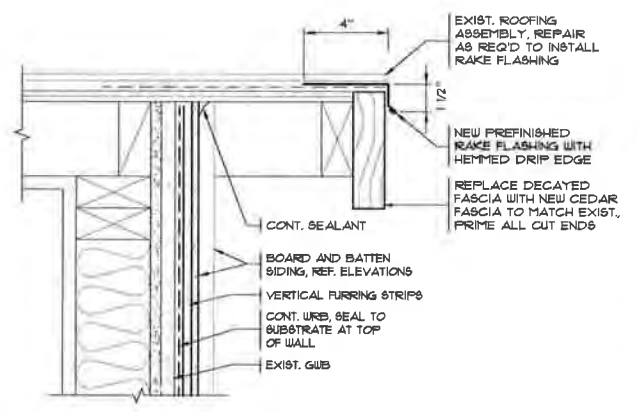 4"
EXIST. ROOFING
ASSEMBLY, REPAIR
AS REQ'D TO INSTALL
RAKE FLASHING
1 1/2"
NEW PREFINISHED
RAKE FLASHING WITH
HEMMED DRIP EDGE
REPLACE DECAYED
FASCIA WITH NEW CEDAR
FASCIA TO MATCH EXIST.,
PRIME ALL CUT ENDS
CONT. SEALANT
BOARD AND BATTEN
SIDING, REF. ELEVATIONS
VERTICAL FURRING STRIPS
CONT. WRB, SEAL TO
SUBSTRATE AT TOP
OF WALL
EXIST. GWB